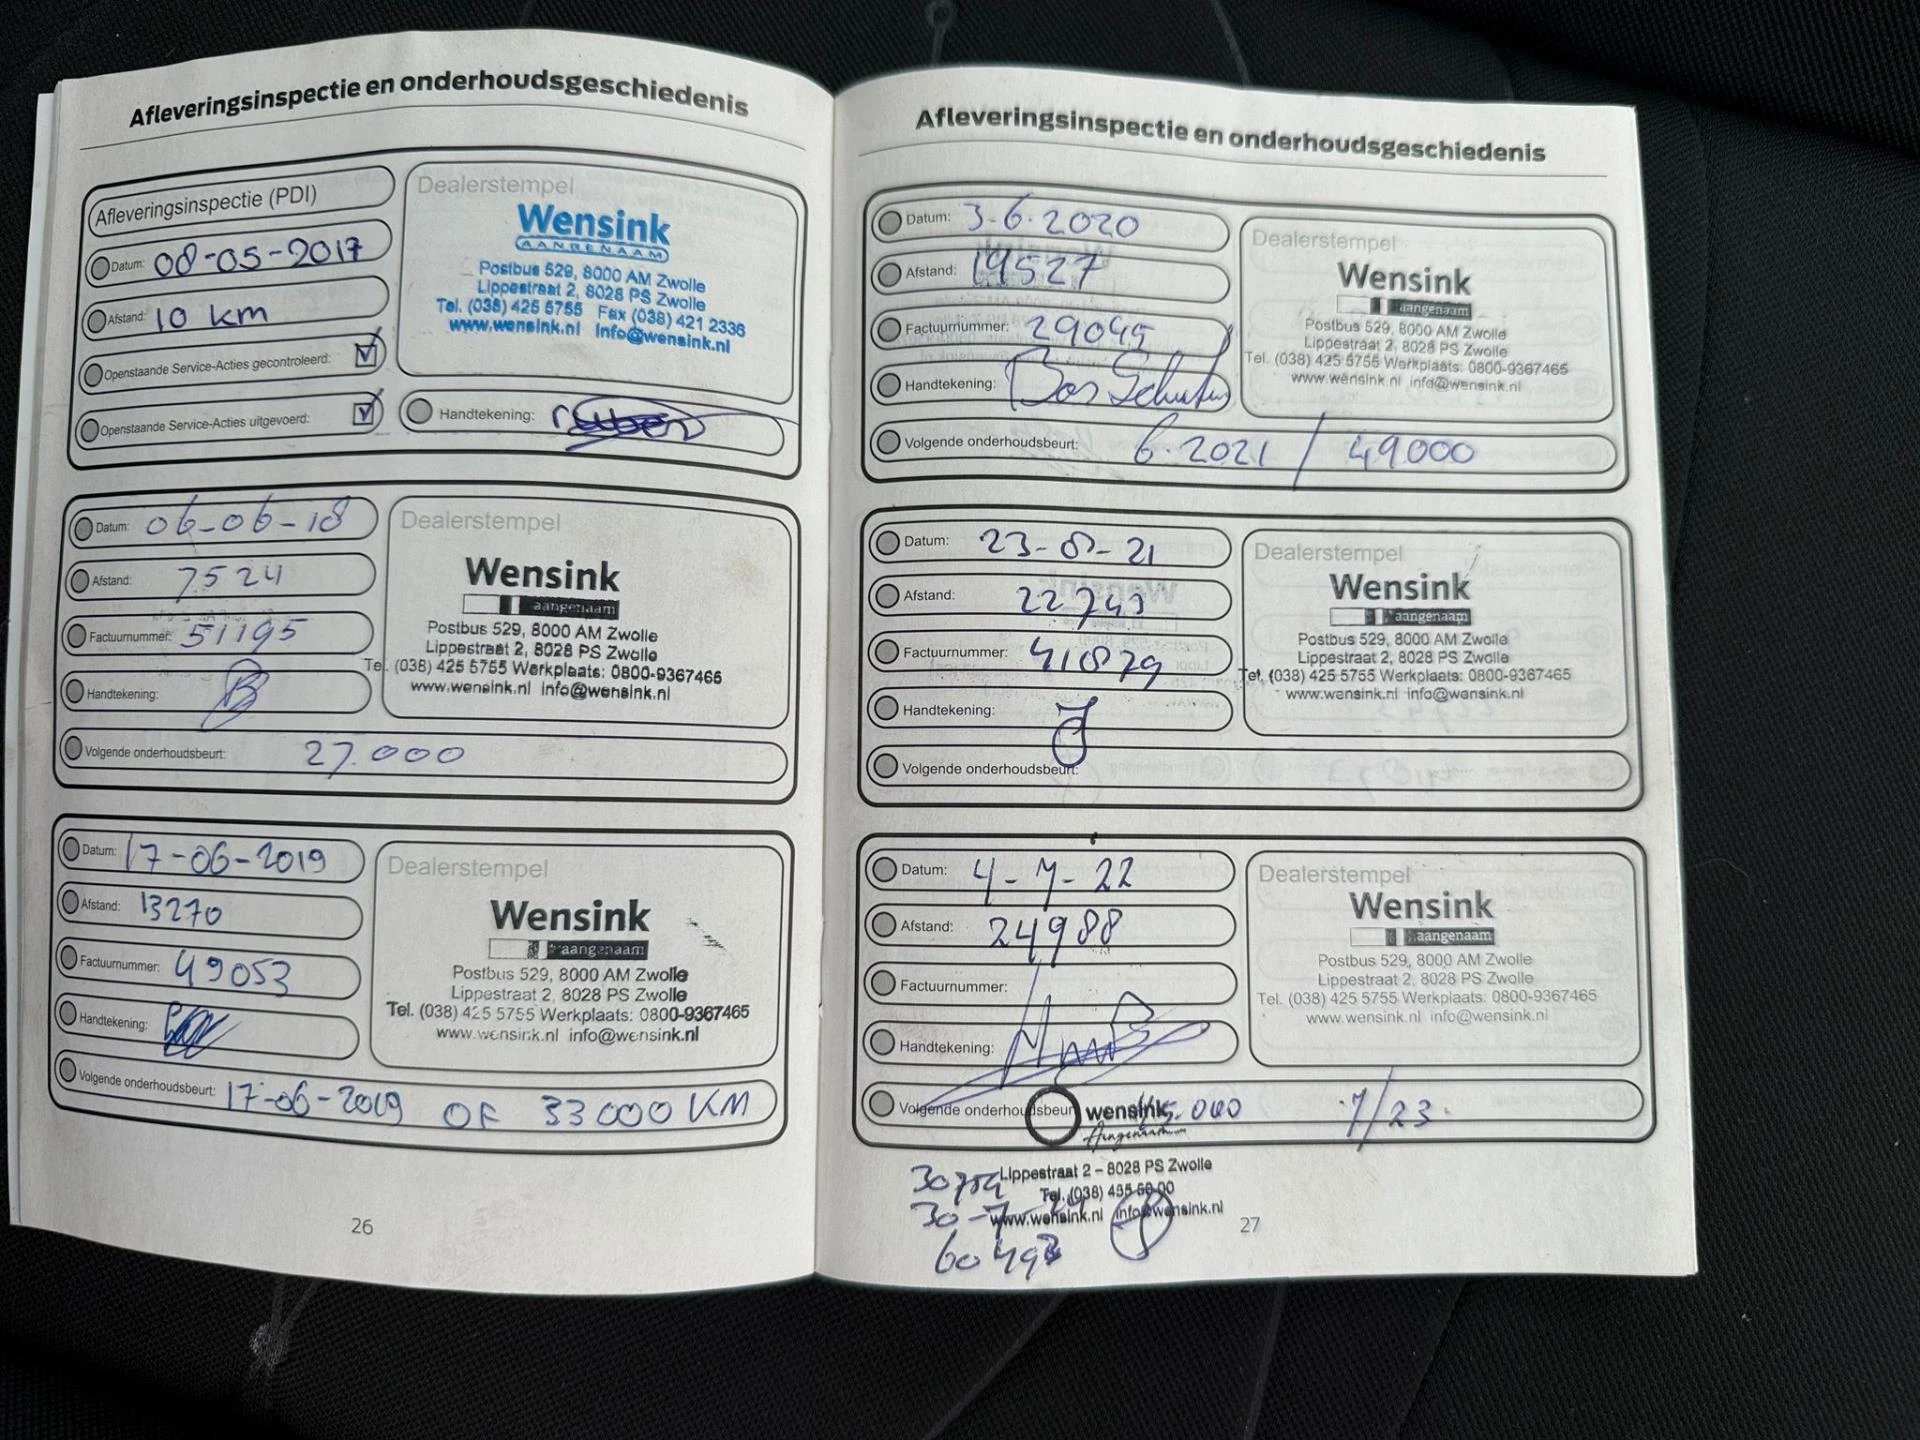 Afleveringsinspectie en onderhoudsgeschiedenis
Afleveringsinspectie (PDI)
Datum: 08-05-2017
Afstand: 10 km
Openstaande Service-Acties gecontroleerd:
Openstaande Service-Acties uitgevoerd:
Dealerstempel
Wensink
AANGENAAM
Postbus 529, 8000 AM Zwolle
Lippestraat 2, 8028 PS Zwolle
Tel. (038) 425 5755 Fax (038) 421 2336
www.wensink.nl info@wensink.nl
Handtekening:
Datum: 06-06-18
Afstand: 7524
Factuurnummer: 51195
Handtekening:
Dealerstempel
Wensink
aangenaam
Postbus 529, 8000 AM Zwolle
Lippestraat 2, 8028 PS Zwolle
Tel. (038) 425 5755 Werkplaats: 0800-9367465
www.wensink.nl info@wensink.nl
Volgende onderhoudsbeurt: 27.000
Datum: 17-06-2019
Afstand: 13270
Factuurnummer: 49053
Handtekening:
Dealerstempel
Wensink
aangenaam
Postbus 529, 8000 AM Zwolle
Lippestraat 2, 8028 PS Zwolle
Tel. (038) 425 5755 Werkplaats: 0800-9367465
www.wensink.nl info@wensink.nl
Volgende onderhoudsbeurt: 17-06-2019 OF 33000 KM
26
Afleveringsinspectie en onderhoudsgeschiedenis
Datum: 3-6-2020
Afstand: 19527
Factuurnummer: 29045
Handtekening:
Dealerstempel
Wensink
aangenaam
Postbus 529, 8000 AM Zwolle
Lippestraat 2, 8028 PS Zwolle
Tel. (038) 425 5755 Werkplaats: 0800-9367465
www.wensink.nl info@wensink.nl
Volgende onderhoudsbeurt: 6.2021 / 49000
Datum: 23-8-21
Afstand: 22743
Factuurnummer: 41879
Handtekening:
Dealerstempel
Wensink
aangenaam
Postbus 529, 8000 AM Zwolle
Lippestraat 2, 8028 PS Zwolle
Tel. (038) 425 5755 Werkplaats: 0800-9367465
www.wensink.nl info@wensink.nl
Volgende onderhoudsbeurt:
Datum: 4-7-22
Afstand: 24988
Factuurnummer:
Handtekening:
Dealerstempel
Wensink
aangenaam
Postbus 529, 8000 AM Zwolle
Lippestraat 2, 8028 PS Zwolle
Tel. (038) 425 5755 Werkplaats: 0800-9367465
www.wensink.nl info@wensink.nl
Volgende onderhoudsbeurt: 7/23
wensink
Aangenaam
Lippestraat 2 – 8028 PS Zwolle
Tel. (038)
www.wensink.nl info@wensink.nl
27